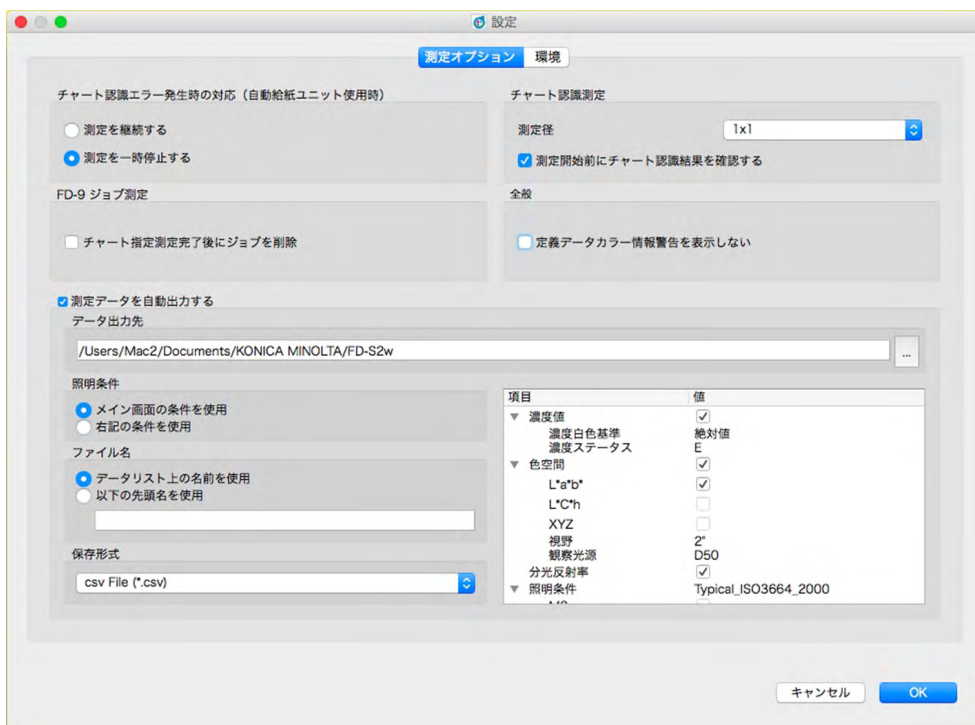 設定
測定オプション 環境
チャート認識エラー発生時の対応（自動給紙ユニット使用時）
測定を継続する
測定を一時停止する
チャート認識測定
測定径 1x1
測定開始前にチャート認識結果を確認する
FD-9 ジョブ測定
チャート指定測定完了後にジョブを削除
全般
定義データカラー情報警告を表示しない
測定データを自動出力する
データ出力先
/Users/Mac2/Documents/KONICA MINOLTA/FD-S2w
...
照明条件
メイン画面の条件を使用
右記の条件を使用
ファイル名
データリスト上の名前を使用
以下の先頭名を使用
保存形式
csv File (*.csv)
項目 値
濃度値
濃度白色基準 絶対値
濃度ステータス E
色空間
L*a*b*
L*C*h
XYZ
視野 2°
観察光源 D50
分光反射率
照明条件 Typical_ISO3664_2000
キャンセル OK